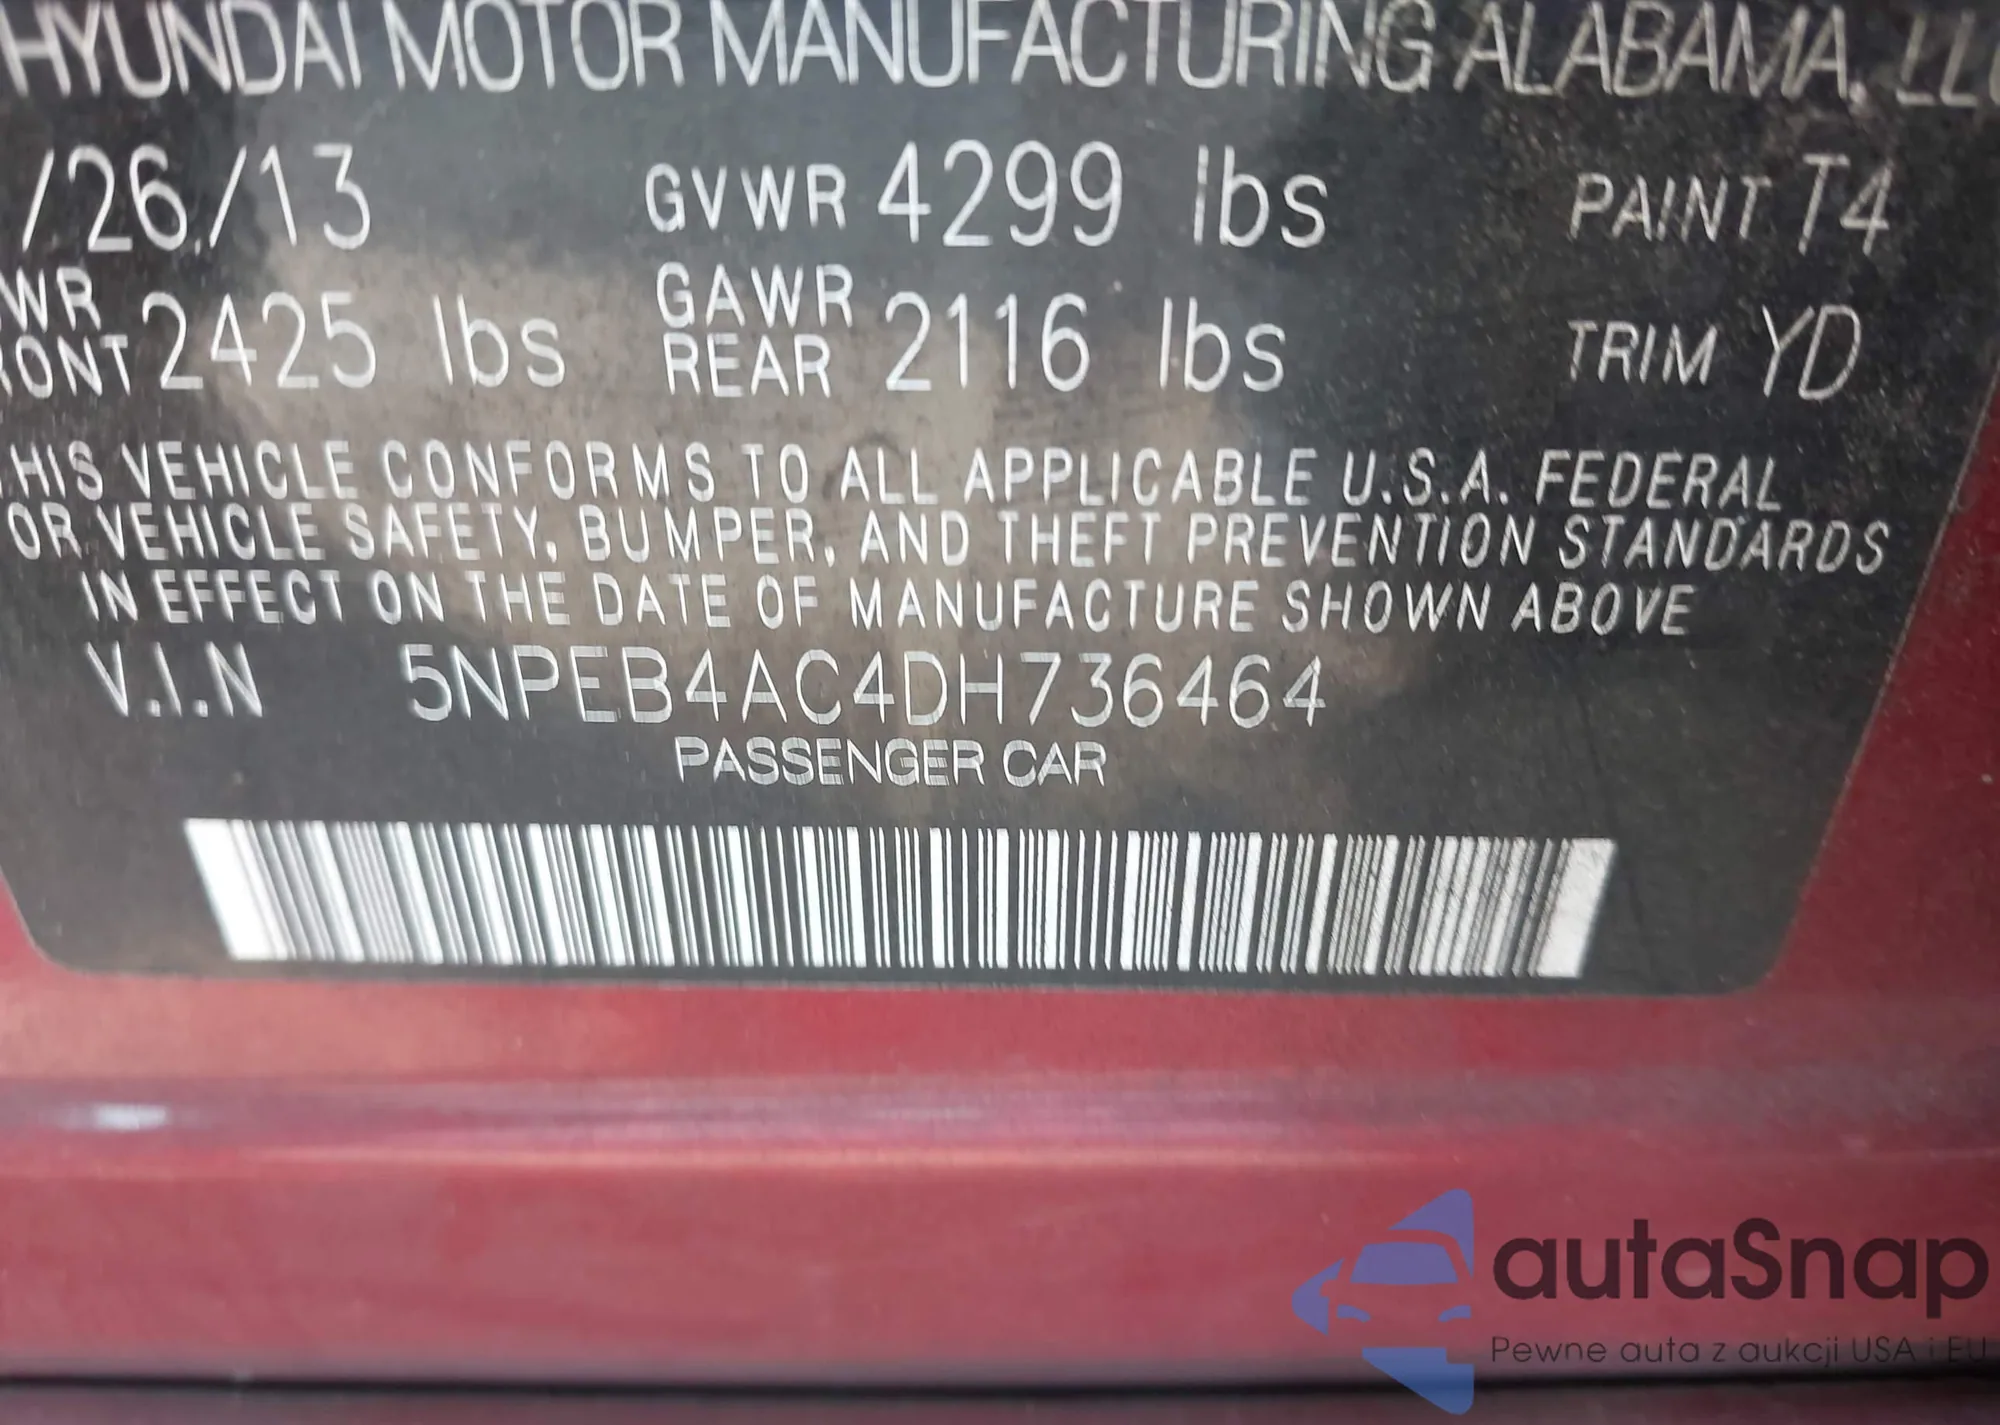 HYUNDAI MOTOR MANUFACTURING ALABAMA, LLC
/26/13 GVWR 4299 lbs PAINT T4
WR FRONT 2425 lbs GAWR REAR 2116 lbs TRIM YD
THIS VEHICLE CONFORMS TO ALL APPLICABLE U.S.A. FEDERAL
OR VEHICLE SAFETY, BUMPER, AND THEFT PREVENTION STANDARDS
IN EFFECT ON THE DATE OF MANUFACTURE SHOWN ABOVE
V.I.N 5NPEB4AC4DH736464
PASSENGER CAR
autaSnap
Pewne auta z aukcji USA i EU